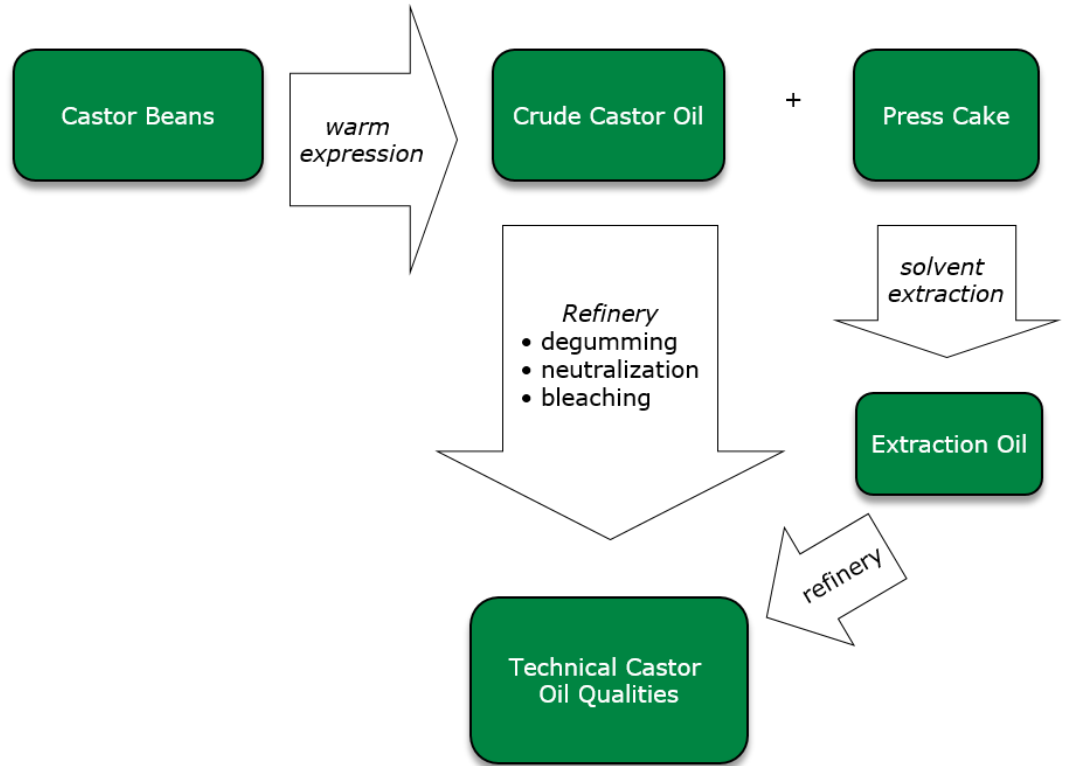 Castor Beans
warm
expression
Crude Castor Oil
+
Press Cake
Refinery
• degumming
• neutralization
• bleaching
solvent
extraction
Extraction Oil
refinery
Technical Castor
Oil Qualities